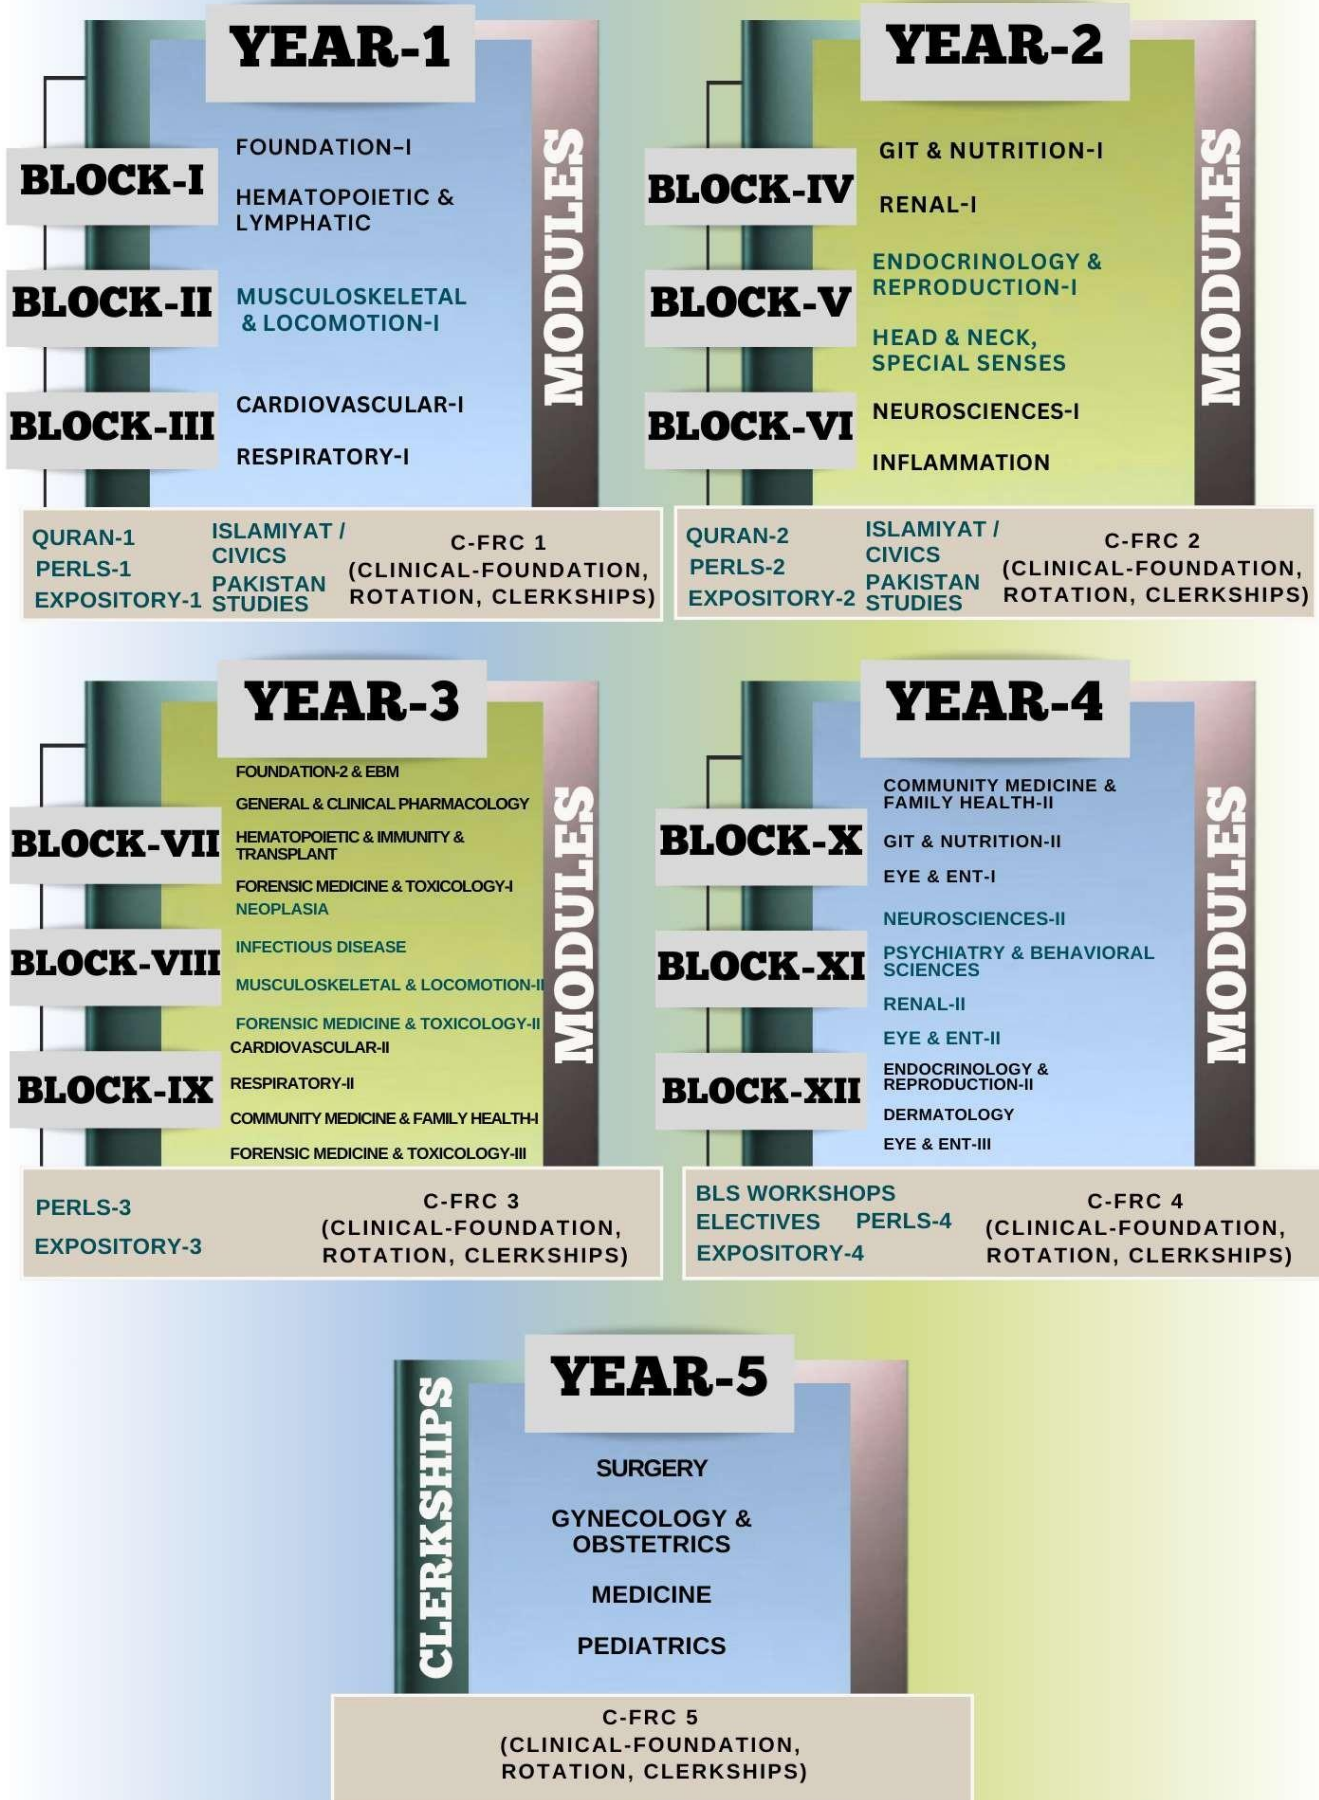 YEAR-1
BLOCK-I
FOUNDATION-I
HEMATOPOIETIC &
LYMPHATIC
BLOCK-II
MUSCULOSKELETAL
& LOCOMOTION-I
BLOCK-III
CARDIOVASCULAR-I
RESPIRATORY-I
MODULES
QURAN-1
PERLS-1
EXPOSITORY-1
ISLAMIYAT /
CIVICS
PAKISTAN
STUDIES
C-FRC 1
(CLINICAL-FOUNDATION,
ROTATION, CLERKSHIPS)
YEAR-2
BLOCK-IV
GIT & NUTRITION-I
RENAL-I
BLOCK-V
ENDOCRINOLOGY &
REPRODUCTION-I
HEAD & NECK,
SPECIAL SENSES
BLOCK-VI
NEUROSCIENCES-I
INFLAMMATION
MODULES
QURAN-2
PERLS-2
EXPOSITORY-2
ISLAMIYAT /
CIVICS
PAKISTAN
STUDIES
C-FRC 2
(CLINICAL-FOUNDATION,
ROTATION, CLERKSHIPS)
YEAR-3
BLOCK-VII
FOUNDATION-2 & EBM
GENERAL & CLINICAL PHARMACOLOGY
HEMATOPOIETIC & IMMUNITY &
TRANSPLANT
FORENSIC MEDICINE & TOXICOLOGY-I
BLOCK-VIII
NEOPLASIA
INFECTIOUS DISEASE
MUSCULOSKELETAL & LOCOMOTION-II
FORENSIC MEDICINE & TOXICOLOGY-II
BLOCK-IX
CARDIOVASCULAR-II
RESPIRATORY-II
COMMUNITY MEDICINE & FAMILY HEALTH-I
FORENSIC MEDICINE & TOXICOLOGY-III
MODULES
PERLS-3
EXPOSITORY-3
C-FRC 3
(CLINICAL-FOUNDATION,
ROTATION, CLERKSHIPS)
YEAR-4
BLOCK-X
COMMUNITY MEDICINE &
FAMILY HEALTH-II
GIT & NUTRITION-II
EYE & ENT-I
BLOCK-XI
NEUROSCIENCES-II
PSYCHIATRY & BEHAVIORAL
SCIENCES
RENAL-II
EYE & ENT-II
BLOCK-XII
ENDOCRINOLOGY &
REPRODUCTION-II
DERMATOLOGY
EYE & ENT-III
MODULES
BLS WORKSHOPS
ELECTIVES PERLS-4
EXPOSITORY-4
C-FRC 4
(CLINICAL-FOUNDATION,
ROTATION, CLERKSHIPS)
YEAR-5
CLERKSHIPS
SURGERY
GYNECOLOGY &
OBSTETRICS
MEDICINE
PEDIATRICS
C-FRC 5
(CLINICAL-FOUNDATION,
ROTATION, CLERKSHIPS)